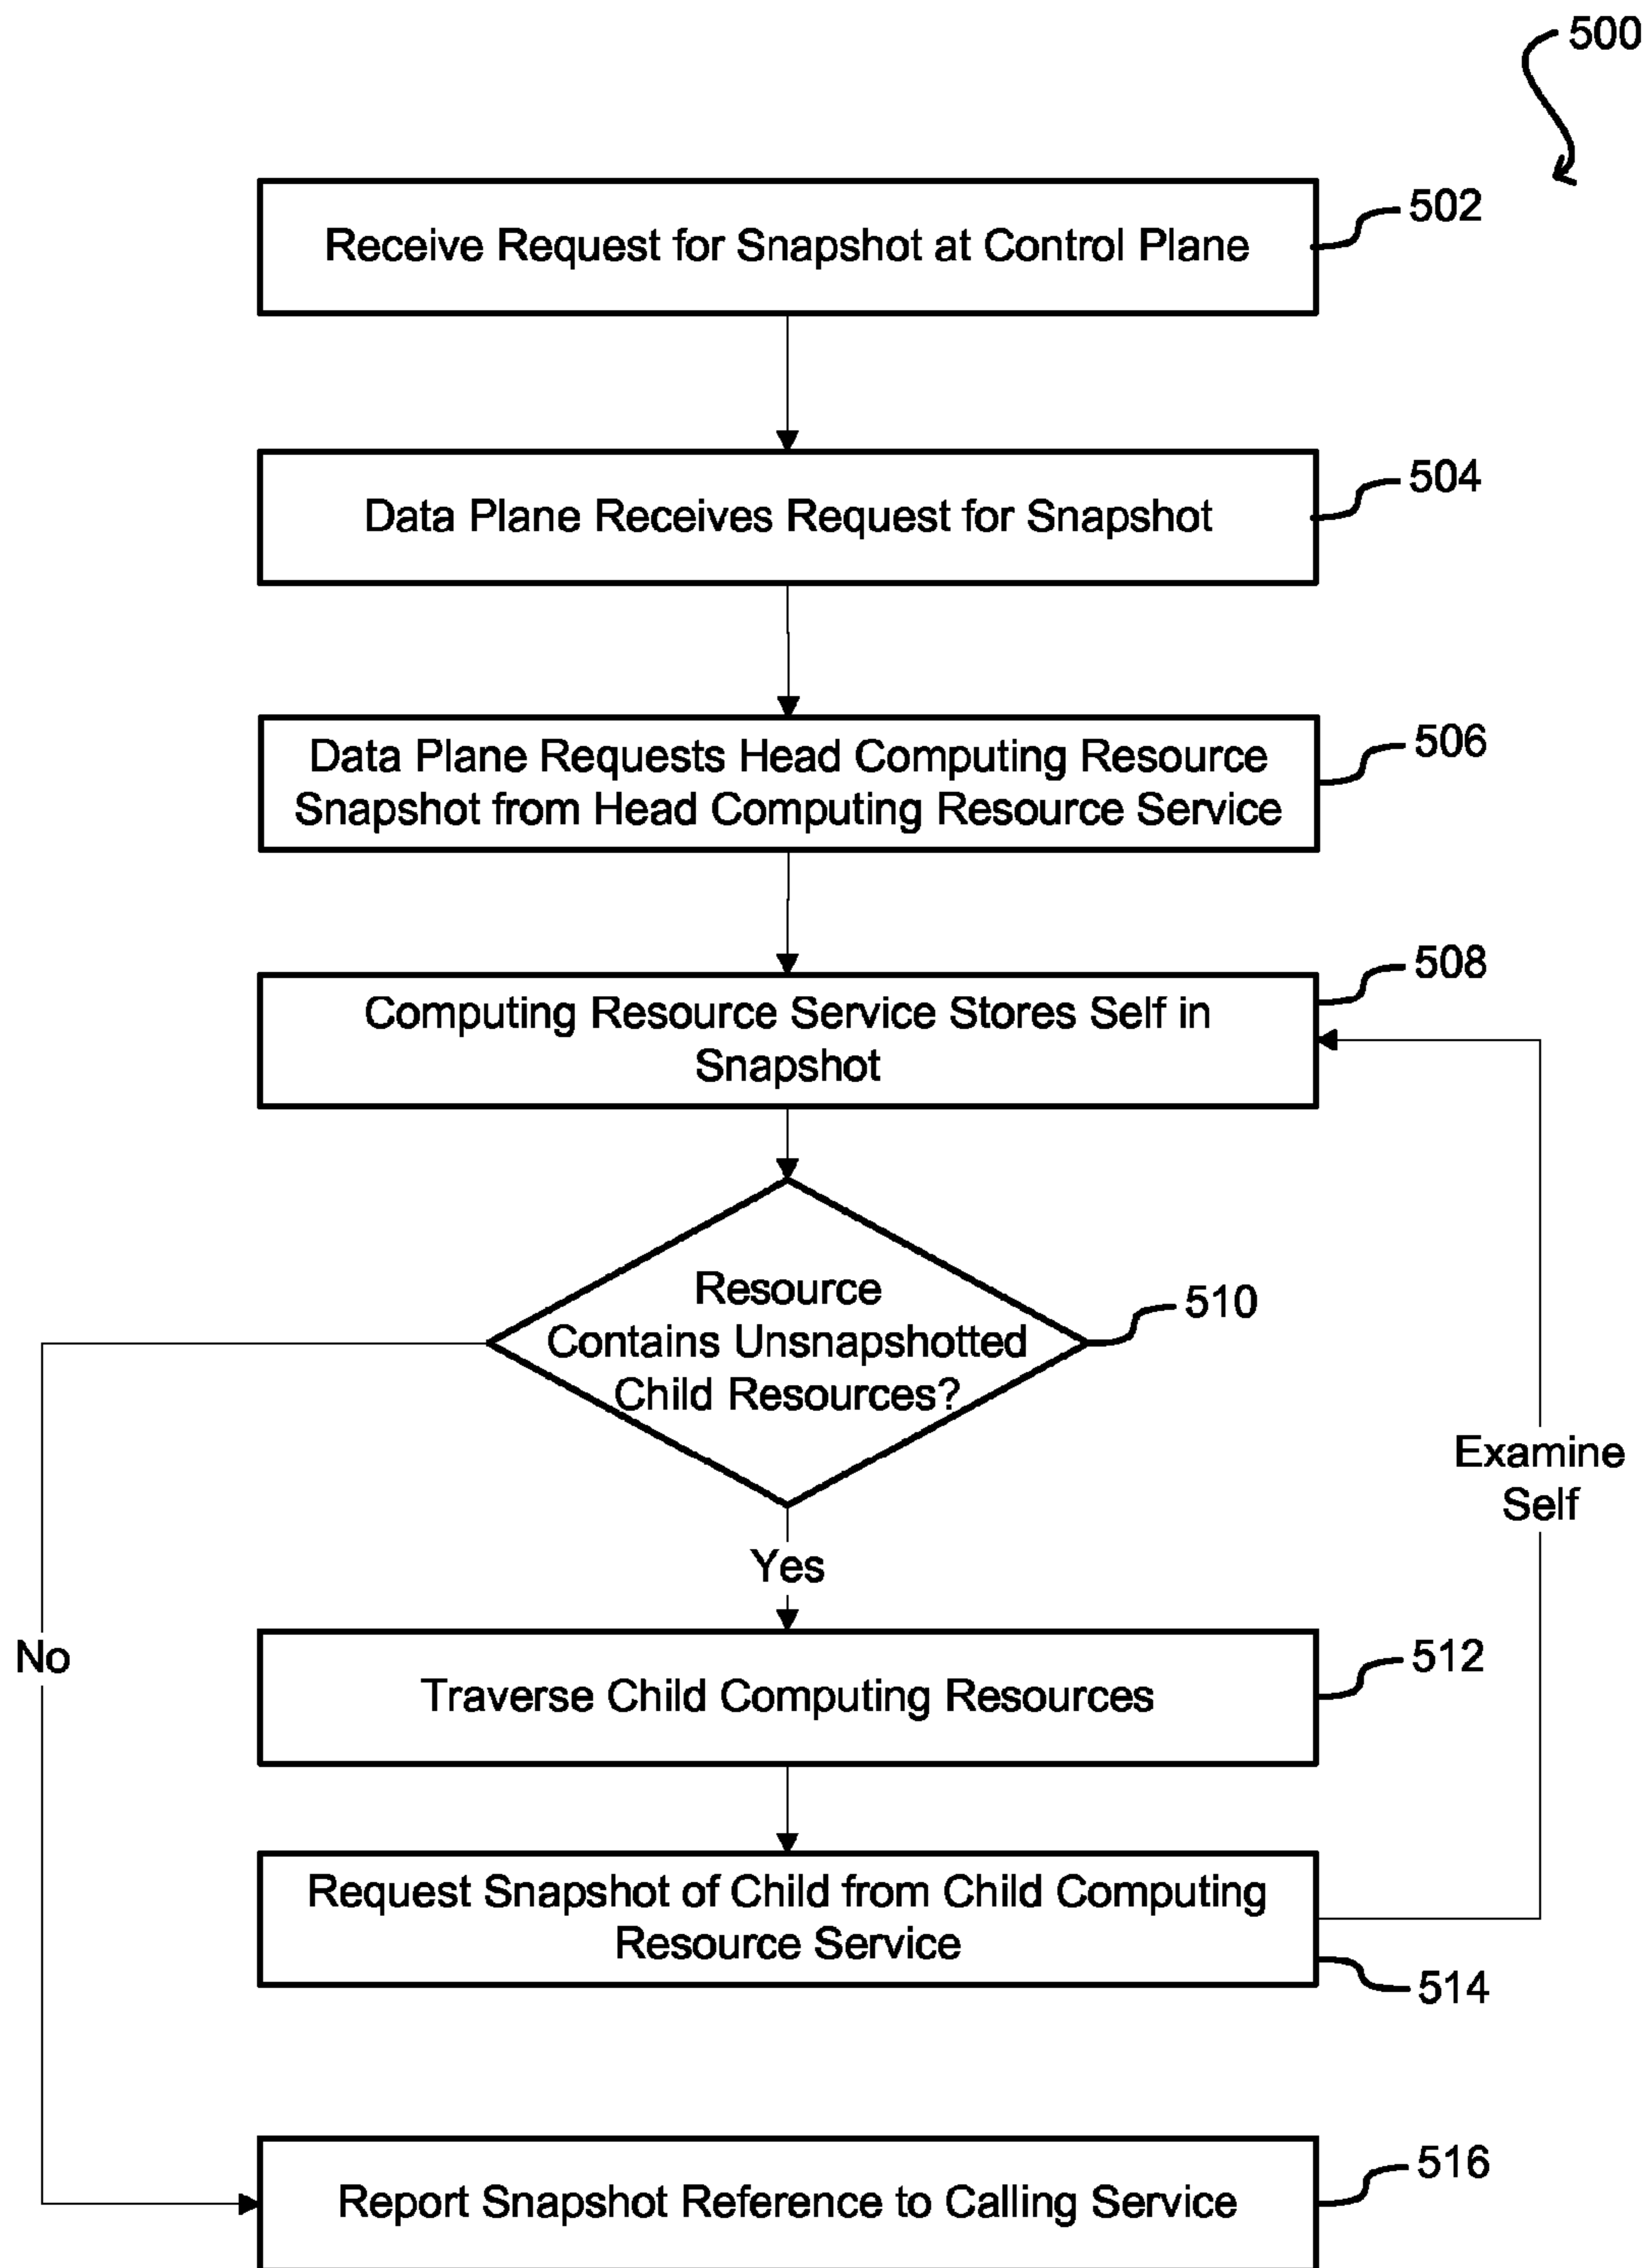 500
Receive Request for Snapshot at Control Plane
502
Data Plane Receives Request for Snapshot
504
Data Plane Requests Head Computing Resource
Snapshot from Head Computing Resource Service
506
Computing Resource Service Stores Self in
Snapshot
508
Resource
Contains Unsnapshotted
Child Resources?
510
Examine
Self
Yes
No
Traverse Child Computing Resources
512
Request Snapshot of Child from Child Computing
Resource Service
514
Report Snapshot Reference to Calling Service
516